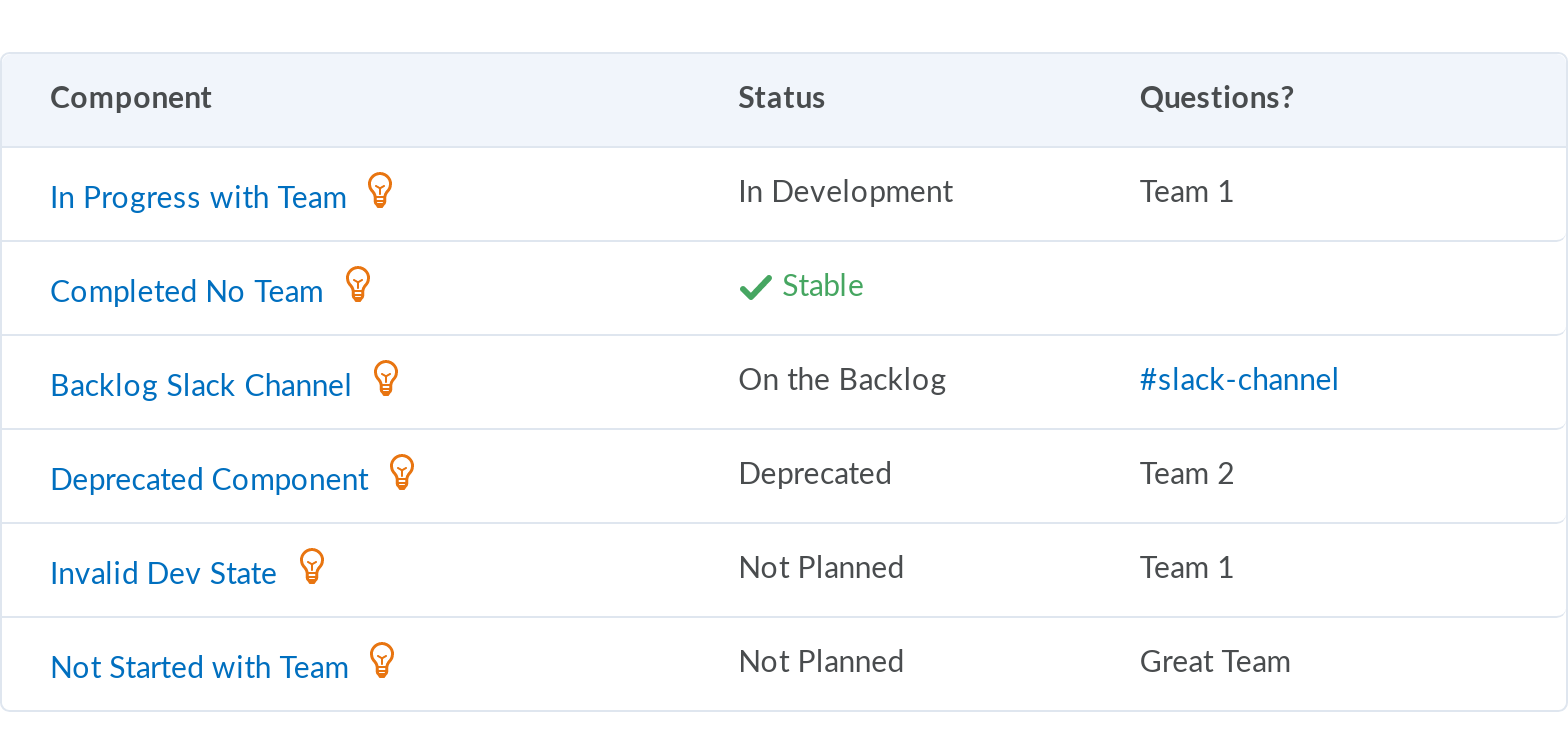 Component Status Questions?
In Progress with Team In Development Team 1
Completed No Team Stable
Backlog Slack Channel On the Backlog #slack-channel
Deprecated Component Deprecated Team 2
Invalid Dev State Not Planned Team 1
Not Started with Team Not Planned Great Team